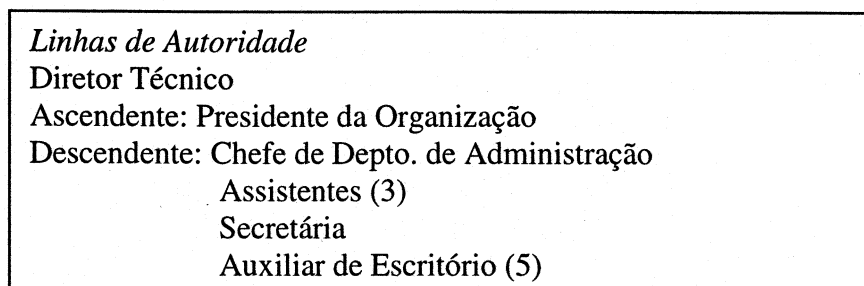 Linhas de Autoridade
Diretor Técnico
Ascendente: Presidente da Organização
Descendente: Chefe de Depto. de Administração
Assistentes (3)
Secretária
Auxiliar de Escritório (5)